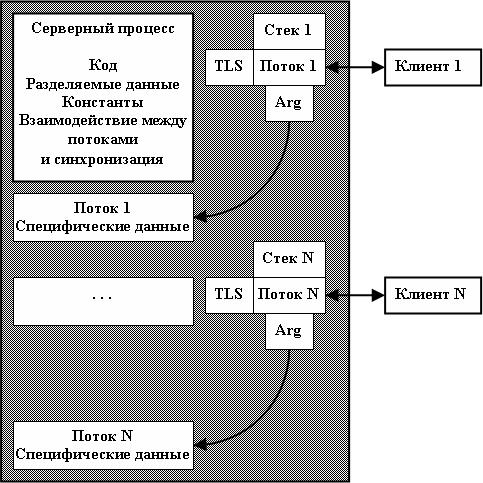 Серверный процесс
Код
Разделяемые данные
Константы
Взаимодействие между
потоками
и синхронизация
Стек 1
TLS
Поток 1
Клиент 1
Arg
Поток 1
Специфические данные
Стек N
. . .
TLS
Поток N
Клиент N
Arg
Поток N
Специфические данные